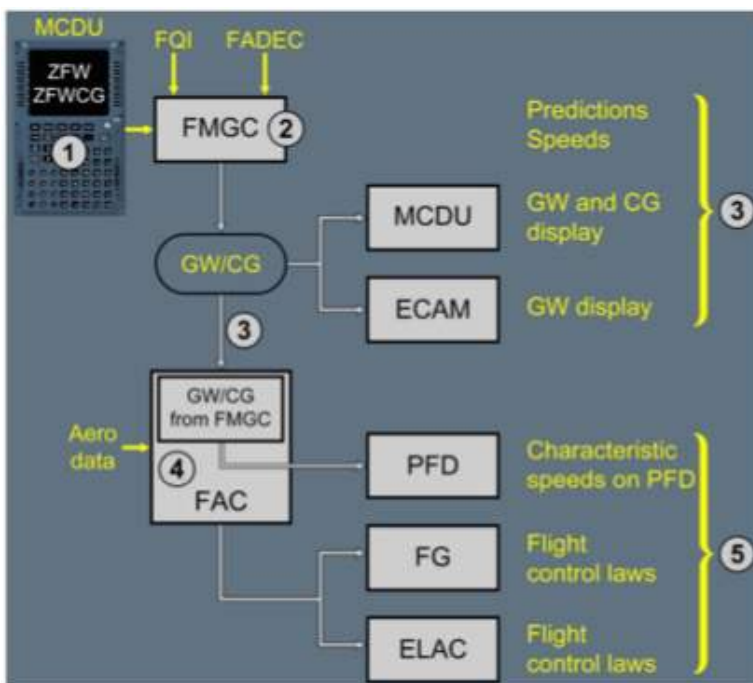 MCDU
ZFW
ZFWCG
1
FQI
FADEC
FMGC
2
Predictions
Speeds
MCDU
GW and CG
display
3
GW/CG
ECAM
GW display
3
GW/CG
from FMGC
Aero
data
4
FAC
PFD
Characteristic
speeds on PFD
FG
Flight
control laws
5
ELAC
Flight
control laws